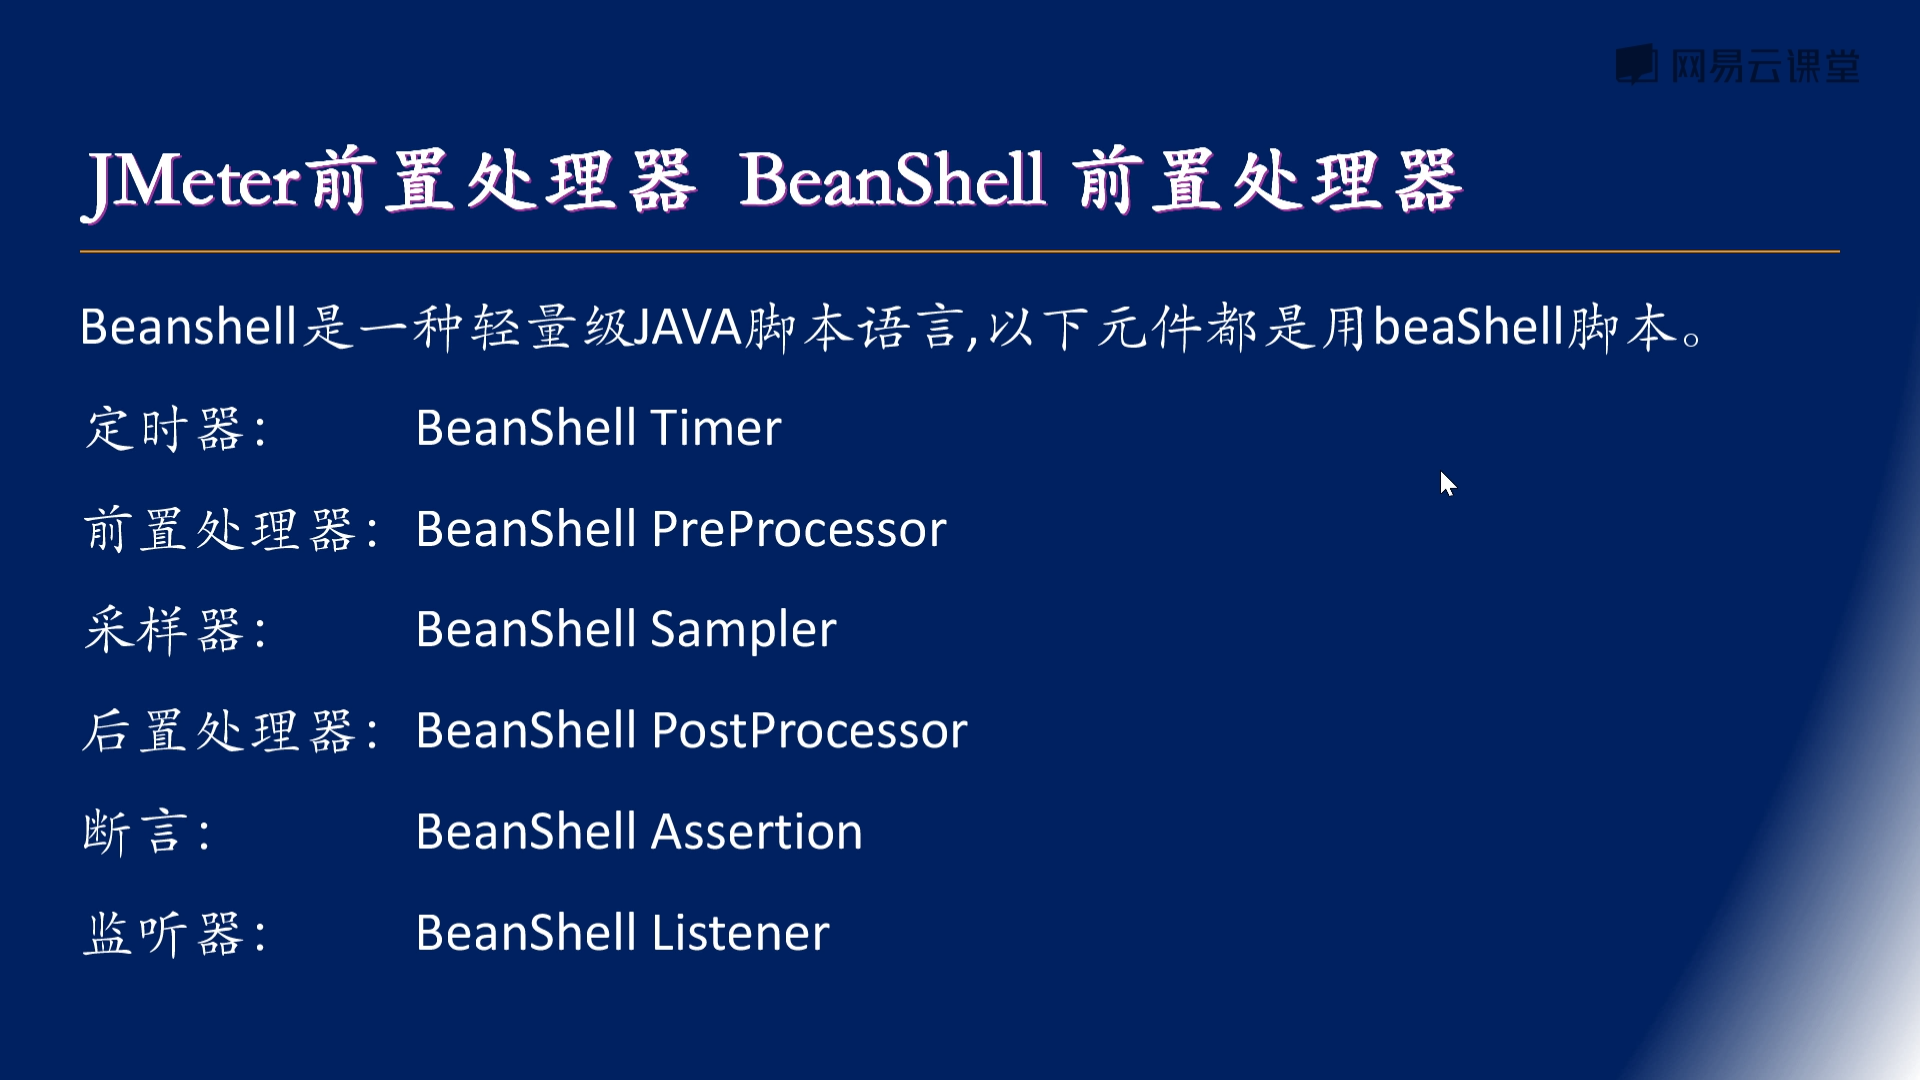 网易云课堂
JMeter前置处理器 BeanShell 前置处理器
Beanshell是一种轻量级JAVA脚本语言,以下元件都是用beaShell脚本。
定时器: BeanShell Timer
前置处理器: BeanShell PreProcessor
采样器: BeanShell Sampler
后置处理器: BeanShell PostProcessor
断言: BeanShell Assertion
监听器: BeanShell Listener